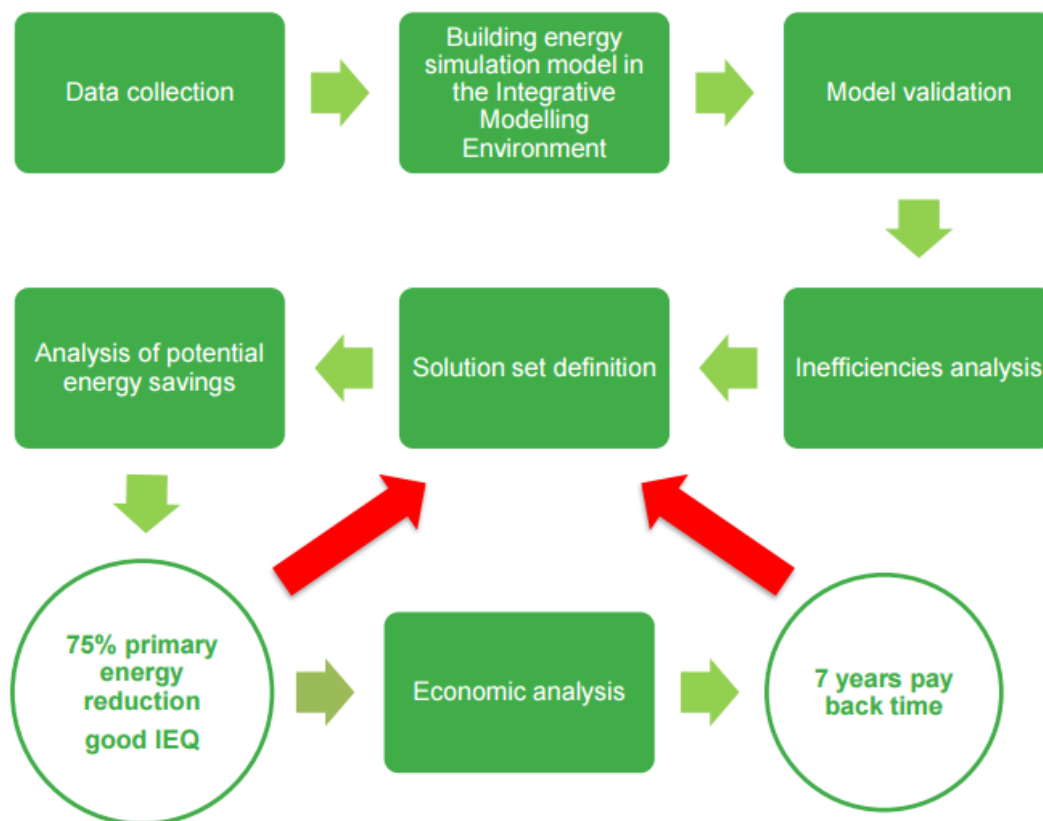 Data collection
Building energy
simulation model in
the Integrative
Modelling
Environment
Model validation
Analysis of potential
energy savings
Solution set definition
Inefficiencies analysis
75% primary
energy
reduction
good IEQ
Economic analysis
7 years pay
back time